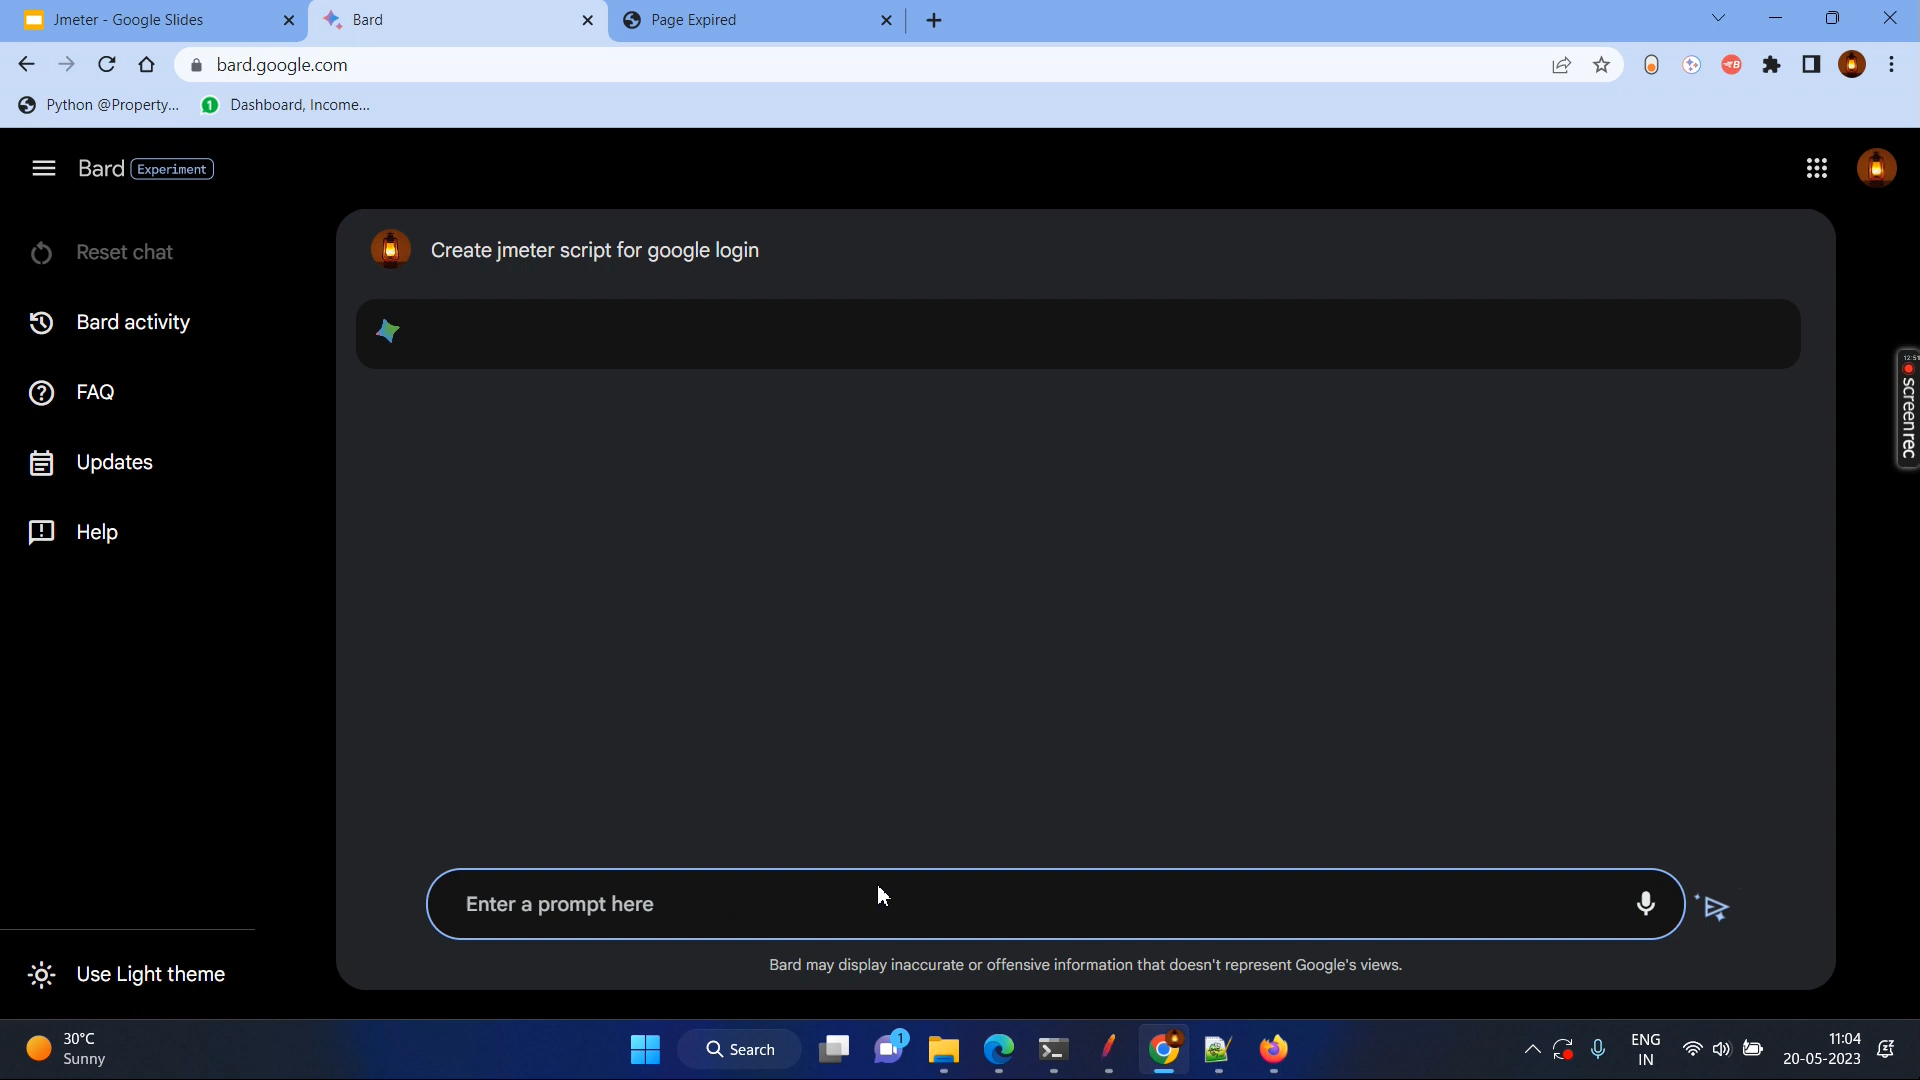 Jmeter - Google Slides
Bard
Page Expired
bard.google.com
Python @Property...
Dashboard, Income...
Bard Experiment
Reset chat
Bard activity
FAQ
Updates
Help
Use Light theme
Create jmeter script for google login
Enter a prompt here
Bard may display inaccurate or offensive information that doesn't represent Google's views.
12:51
screenrec
30°C
Sunny
Search
1
ENG
IN
11:04
20-05-2023